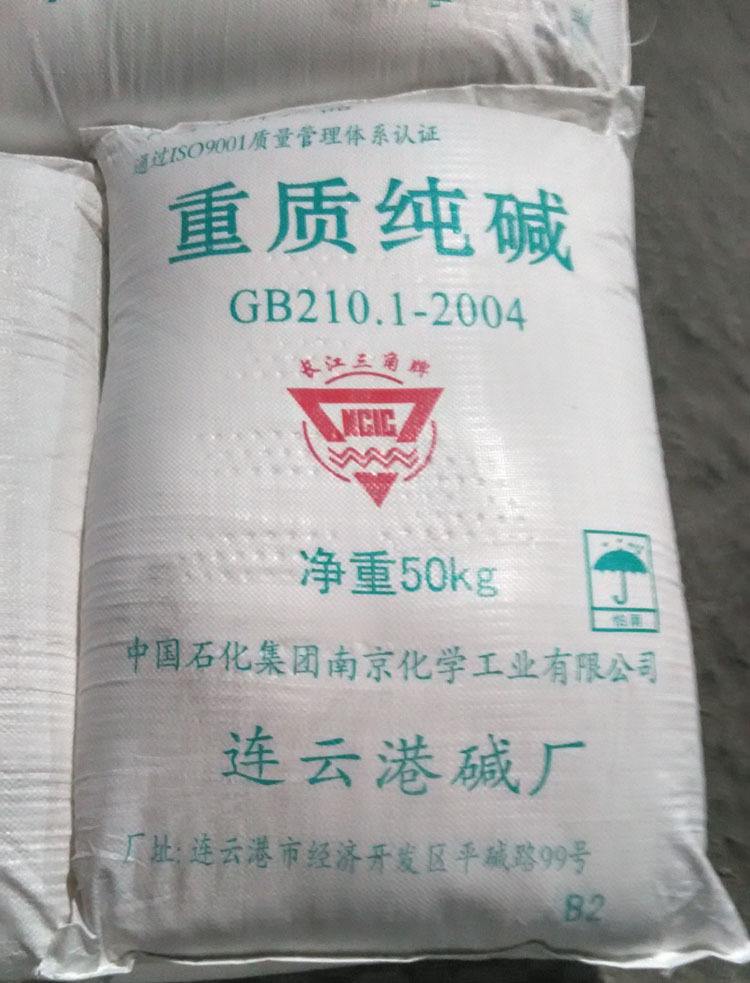 通过ISO9001质量管理体系认证
重质纯碱
GB210.1-2004
长江三角牌
NCIC
净重50kg
怕雨
中国石化集团南京化学工业有限公司
连云港碱厂
厂址:连云港市经济开发区平碱路99号
B2